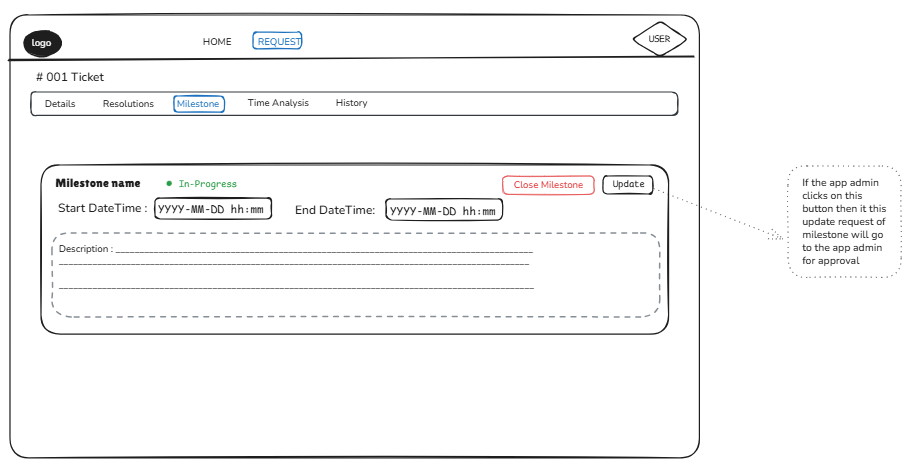 logo
HOME REQUEST
USER
# 001 Ticket
Details Resolutions Milestone Time Analysis History
Milestone name • In-Progress Close Milestone Update
Start DateTime : YYYY-MM-DD hh:mm End DateTime: YYYY-MM-DD hh:mm
Description :
If the app admin
clicks on this
button then it this
update request of
milestone will go
to the app admin
for approval